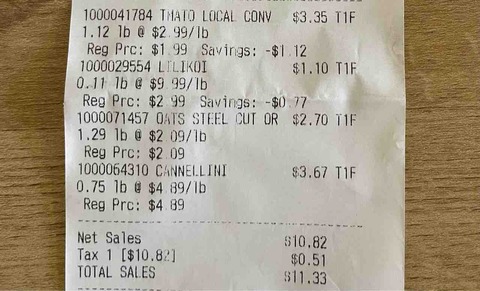 1000041784 TMATO LOCAL CONV $3.35 T1F
1.12 lb @ $2.99/lb
Reg Prc: $1.99 Savings: -$1.12
1000029554 LILIKOI $1.10 T1F
0.11 lb @ $9.99/lb
Reg Prc: $2.99 Savings: -$0.77
1000071457 OATS STEEL CUT OR $2.70 T1F
1.29 lb @ $2.09/lb
Reg Prc: $2.09
1000064310 CANNELLINI $3.67 T1F
0.75 lb @ $4.89/lb
Reg Prc: $4.89
Net Sales $10.82
Tax 1 [$10.82] $0.51
TOTAL SALES $11.33